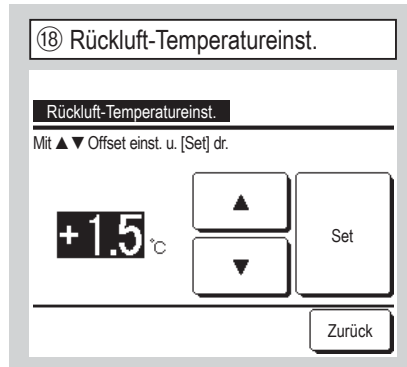 ⑱ Rückluft-Temperatureinst.
Rückluft-Temperatureinst.
Mit ▲▼ Offset einst. u. [Set] dr.
▲
+1.5 °C
Set
▼
Zurück